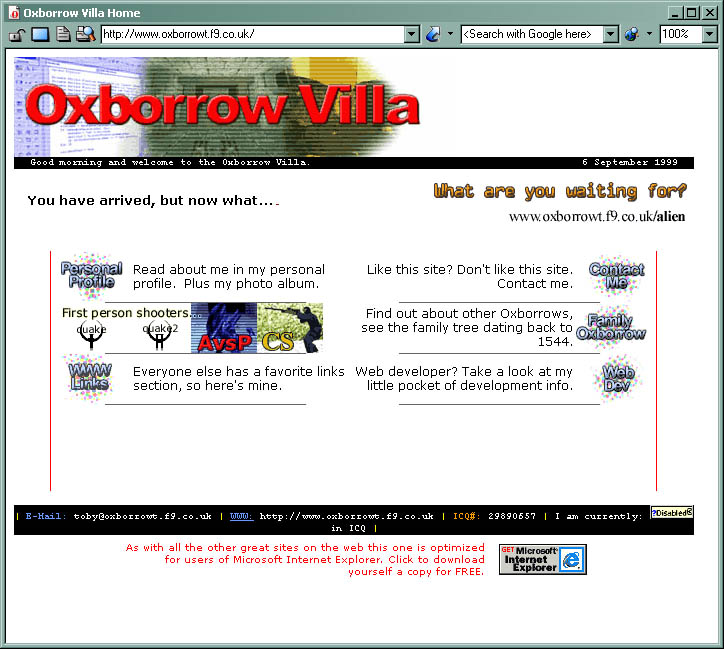 Oxborrow Villa Home
http://www.oxborrowt.f9.co.uk/
<Search with Google here>
100%
Oxborrow Villa
Good morning and welcome to the Oxborrow Villa.
6 September 1999
What are you waiting for?
You have arrived, but now what....
www.oxborrowt.f9.co.uk/alien
Personal
Profile
Read about me in my personal
profile. Plus my photo album.
Like this site? Don't like this site.
Contact me.
Contact
Me
First person shooters...
quake
quake2
AvsP
CS
Find out about other Oxborrows,
see the family tree dating back to
1544.
Family
Oxborrow
WWW
Links
Everyone else has a favorite links
section, so here's mine.
Web developer? Take a look at my
little pocket of development info.
Web
Dev
| E-Mail: toby@oxborrowt.f9.co.uk | WWW: http://www.oxborrowt.f9.co.uk | ICQ#: 29890657 | I am currently: ?Disabled?
in ICQ |
As with all the other great sites on the web this one is optimized
for users of Microsoft Internet Explorer. Click to download
yourself a copy for FREE.
GET Microsoft
Internet
Explorer